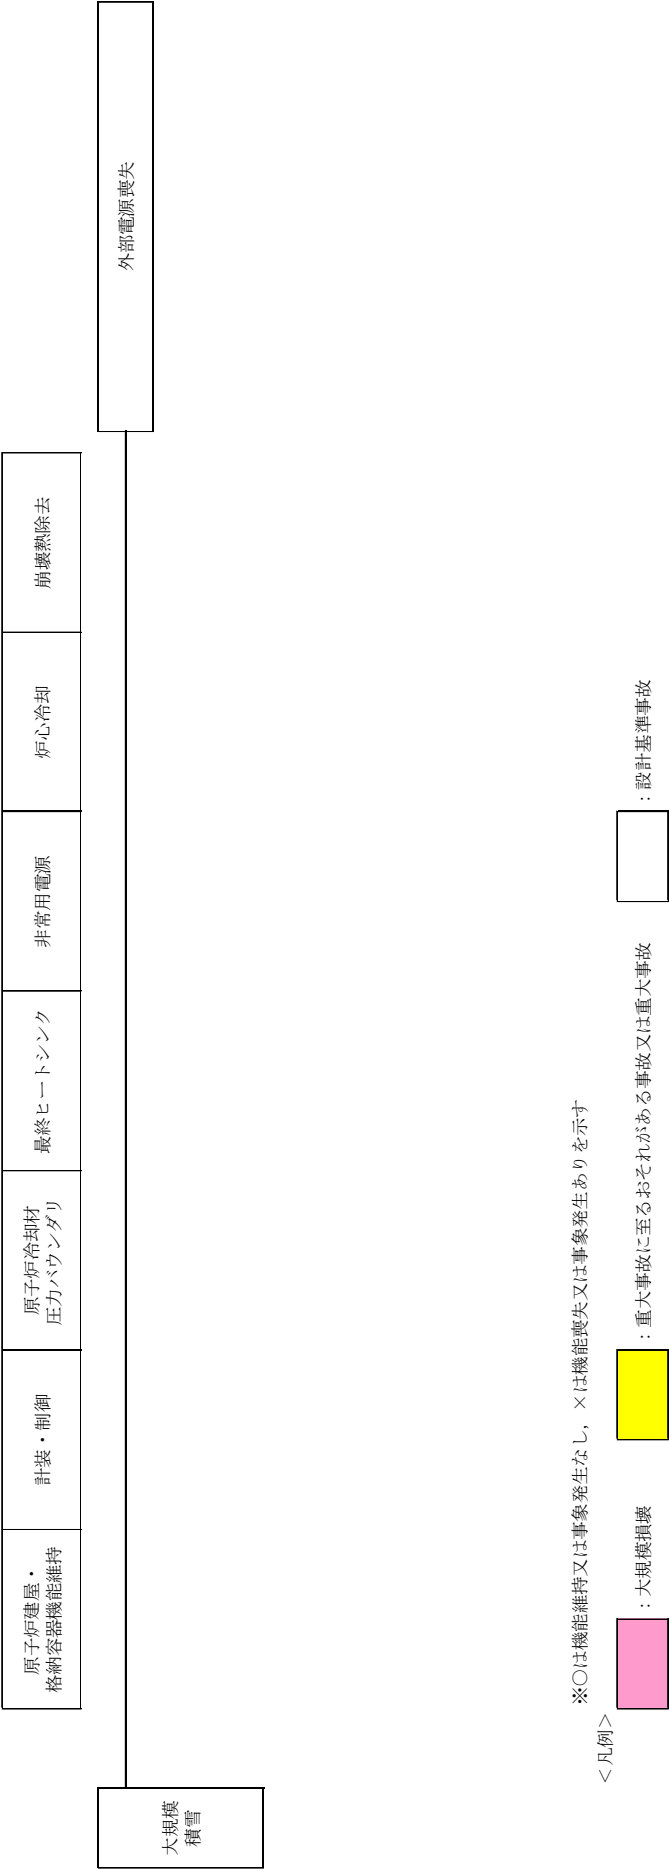 原子炉建屋・
格納容器機能維持
計装・制御
原子炉冷却材
圧力バウンダリ
最終ヒートシンク
非常用電源
炉心冷却
崩壊熱除去
大規模
積雪
外部電源喪失
※○は機能維持又は事象発生なし，×は機能喪失又は事象発生ありを示す
＜凡例＞
：大規模損壊
：重大事故に至るおそれがある事故又は重大事故
：設計基準事故